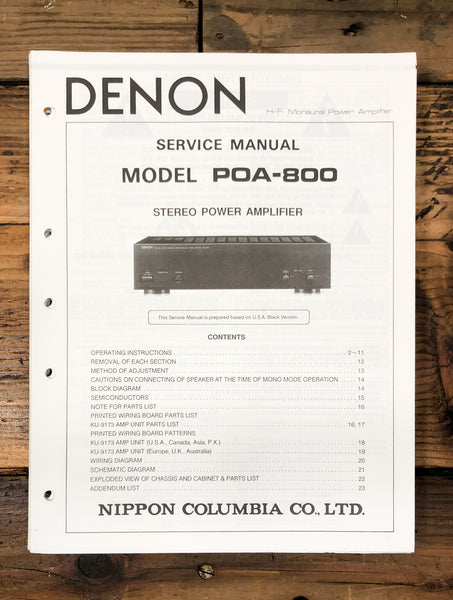 DENON
Hi-Fi Monaural Power Amplifier
SERVICE MANUAL
MODEL POA-800
STEREO POWER AMPLIFIER
DENON
This Service Manual is prepared based on U.S.A. Black Version
CONTENTS
OPERATING INSTRUCTIONS 2~11
REMOVAL OF EACH SECTION 12
METHOD OF ADJUSTMENT 13
CAUTIONS ON CONNECTING OF SPEAKER AT THE TIME OF MONO MODE OPERATION 14
BLOCK DIAGRAM 14
SEMICONDUCTORS 15
NOTE FOR PARTS LIST 16
PRINTED WIRING BOARD PARTS LIST
KU-9173 AMP UNIT PARTS LIST 16, 17
PRINTED WIRING BOARD PATTERNS
KU-9173 AMP UNIT (U.S.A., Canada, Asia, P.X.) 18
KU-9173 AMP UNIT (Europe, U.K., Australia) 19
WIRING DIAGRAM 20
SCHEMATIC DIAGRAM 21
EXPLODED VIEW OF CHASSIS AND CABINET & PARTS LIST 22
ADDENDUM LIST 23
NIPPON COLUMBIA CO., LTD.